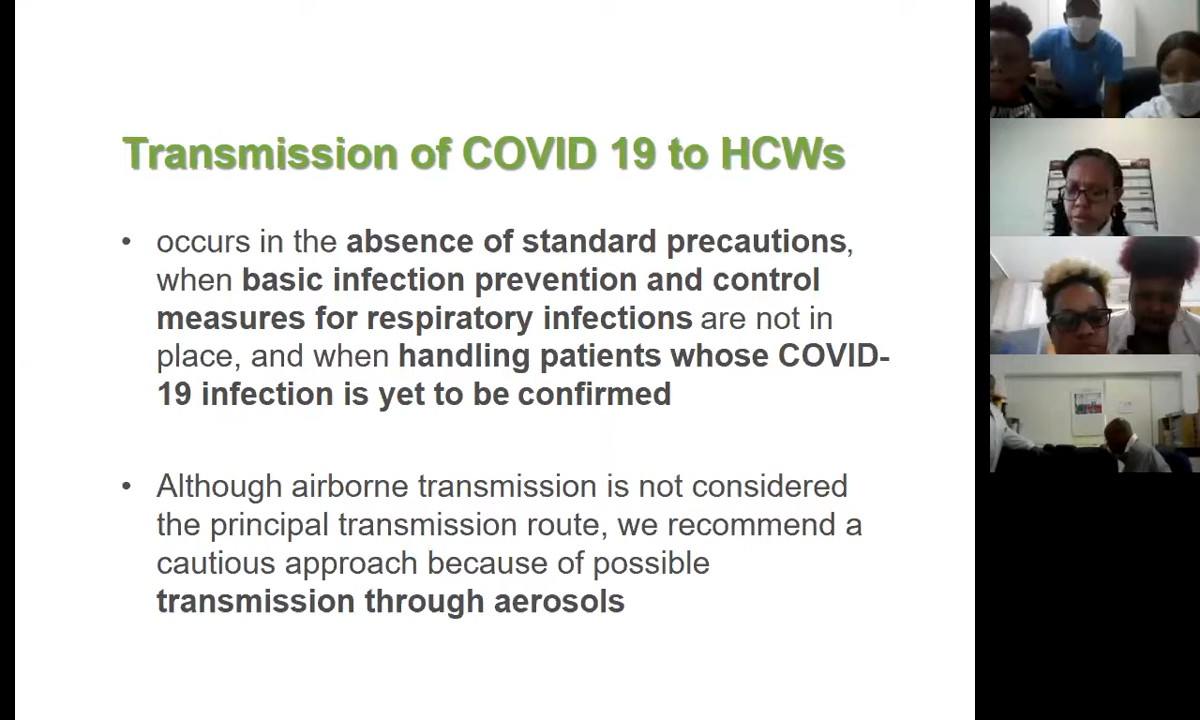 Transmission of COVID 19 to HCWs
• occurs in the absence of standard precautions,
when basic infection prevention and control
measures for respiratory infections are not in
place, and when handling patients whose COVID-
19 infection is yet to be confirmed
• Although airborne transmission is not considered
the principal transmission route, we recommend a
cautious approach because of possible
transmission through aerosols